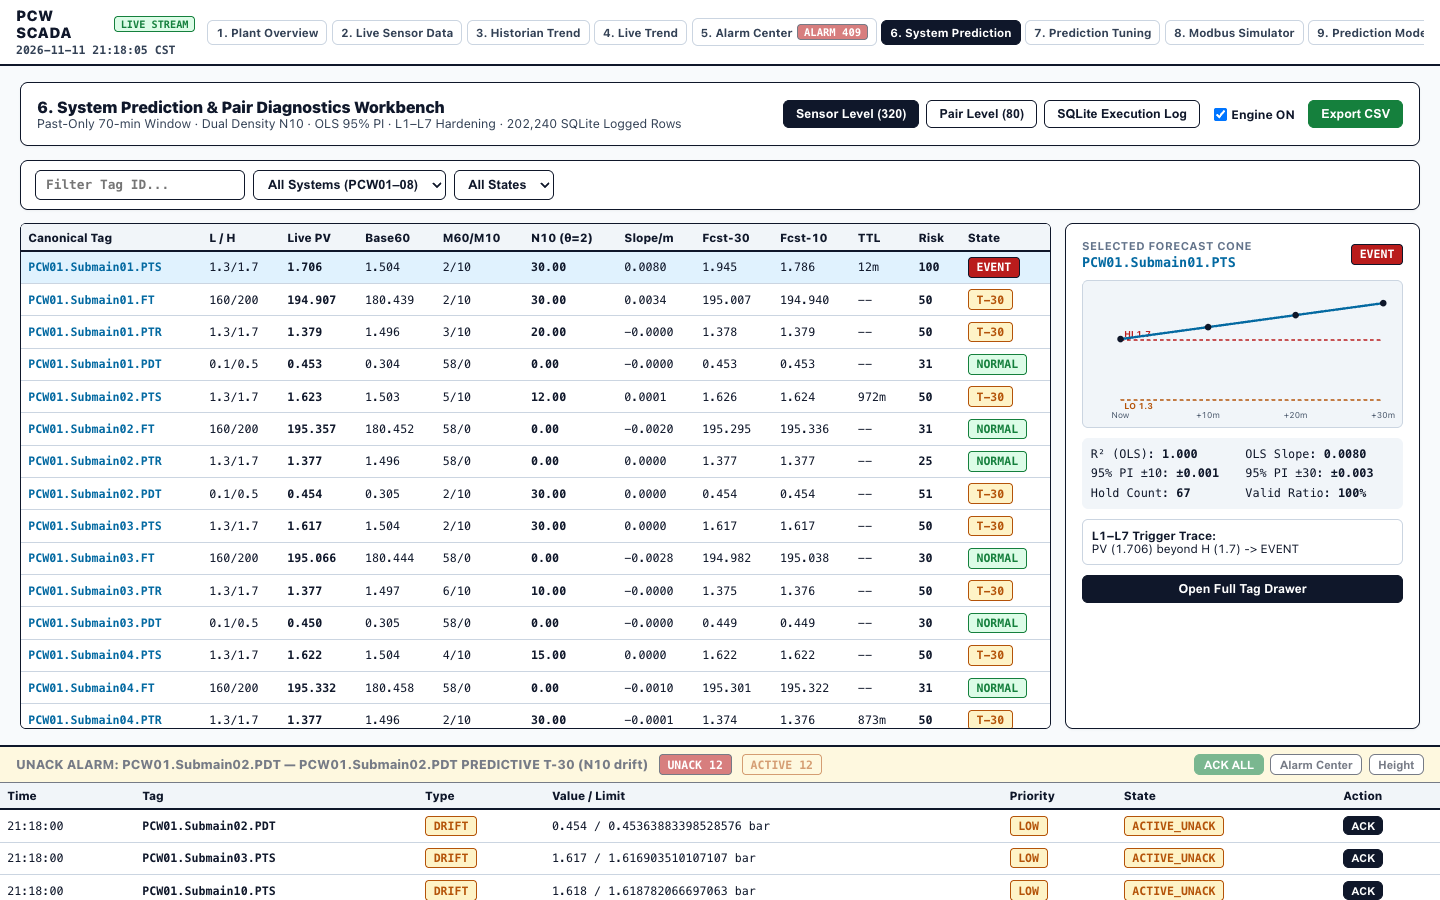 PCW SCADA
LIVE STREAM
2026-11-11 21:18:05 CST
1. Plant Overview
2. Live Sensor Data
3. Historian Trend
4. Live Trend
5. Alarm Center ALARM 409
6. System Prediction
7. Prediction Tuning
8. Modbus Simulator
9. Prediction Mode
6. System Prediction & Pair Diagnostics Workbench
Past-Only 70-min Window · Dual Density N10 · OLS 95% PI · L1–L7 Hardening · 202,240 SQLite Logged Rows
Sensor Level (320)
Pair Level (80)
SQLite Execution Log
Engine ON
Export CSV
Filter Tag ID...
All Systems (PCW01–08)
All States
Canonical Tag L / H Live PV Base60 M60/M10 N10 (θ=2) Slope/m Fcst-30 Fcst-10 TTL Risk State
PCW01.Submain01.PTS 1.3/1.7 1.706 1.504 2/10 30.00 0.0080 1.945 1.786 12m 100 EVENT
PCW01.Submain01.FT 160/200 194.907 180.439 2/10 30.00 0.0034 195.007 194.940 -- 50 T-30
PCW01.Submain01.PTR 1.3/1.7 1.379 1.496 3/10 20.00 -0.0000 1.378 1.379 -- 50 T-30
PCW01.Submain01.PDT 0.1/0.5 0.453 0.304 58/0 0.00 -0.0000 0.453 0.453 -- 31 NORMAL
PCW01.Submain02.PTS 1.3/1.7 1.623 1.503 5/10 12.00 0.0001 1.626 1.624 972m 50 T-30
PCW01.Submain02.FT 160/200 195.357 180.452 58/0 0.00 -0.0020 195.295 195.336 -- 31 NORMAL
PCW01.Submain02.PTR 1.3/1.7 1.377 1.496 58/0 0.00 0.0000 1.377 1.377 -- 25 NORMAL
PCW01.Submain02.PDT 0.1/0.5 0.454 0.305 2/10 30.00 0.0000 0.454 0.454 -- 51 T-30
PCW01.Submain03.PTS 1.3/1.7 1.617 1.504 2/10 30.00 0.0000 1.617 1.617 -- 50 T-30
PCW01.Submain03.FT 160/200 195.066 180.444 58/0 0.00 -0.0028 194.982 195.038 -- 30 NORMAL
PCW01.Submain03.PTR 1.3/1.7 1.377 1.497 6/10 10.00 -0.0000 1.375 1.376 -- 50 T-30
PCW01.Submain03.PDT 0.1/0.5 0.450 0.305 58/0 0.00 -0.0000 0.449 0.449 -- 30 NORMAL
PCW01.Submain04.PTS 1.3/1.7 1.622 1.504 4/10 15.00 0.0000 1.622 1.622 -- 50 T-30
PCW01.Submain04.FT 160/200 195.332 180.458 58/0 0.00 -0.0010 195.301 195.322 -- 31 NORMAL
PCW01.Submain04.PTR 1.3/1.7 1.377 1.496 2/10 30.00 -0.0001 1.374 1.376 873m 50 T-30
SELECTED FORECAST CONE
PCW01.Submain01.PTS
EVENT
HI 1.7
LO 1.3
Now +10m +20m +30m
R² (OLS): 1.000 OLS Slope: 0.0080
95% PI ±10: ±0.001 95% PI ±30: ±0.003
Hold Count: 67 Valid Ratio: 100%
L1–L7 Trigger Trace:
PV (1.706) beyond H (1.7) -> EVENT
Open Full Tag Drawer
UNACK ALARM: PCW01.Submain02.PDT — PCW01.Submain02.PDT PREDICTIVE T-30 (N10 drift) UNACK 12 ACTIVE 12
ACK ALL
Alarm Center
Height
Time Tag Type Value / Limit Priority State Action
21:18:00 PCW01.Submain02.PDT DRIFT 0.454 / 0.45363883398528576 bar LOW ACTIVE_UNACK ACK
21:18:00 PCW01.Submain03.PTS DRIFT 1.617 / 1.616903510107107 bar LOW ACTIVE_UNACK ACK
21:18:00 PCW01.Submain10.PTS DRIFT 1.618 / 1.618782066697063 bar LOW ACTIVE_UNACK ACK